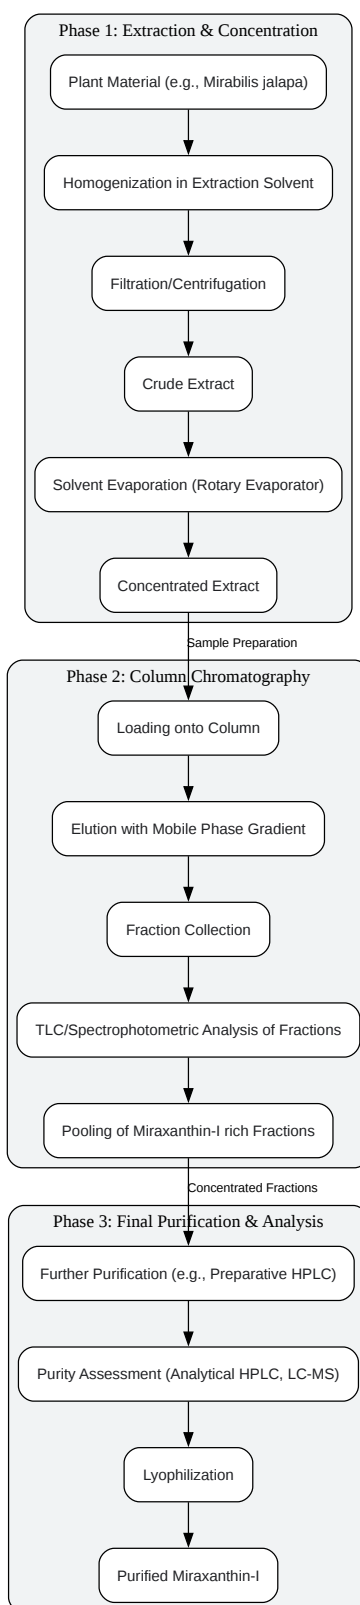 Phase 1: Extraction & Concentration
Plant Material (e.g., Mirabilis jalapa)
Homogenization in Extraction Solvent
Filtration/Centrifugation
Crude Extract
Solvent Evaporation (Rotary Evaporator)
Concentrated Extract
Sample Preparation
Phase 2: Column Chromatography
Loading onto Column
Elution with Mobile Phase Gradient
Fraction Collection
TLC/Spectrophotometric Analysis of Fractions
Pooling of Miraxanthin-I rich Fractions
Concentrated Fractions
Phase 3: Final Purification & Analysis
Further Purification (e.g., Preparative HPLC)
Purity Assessment (Analytical HPLC, LC-MS)
Lyophilization
Purified Miraxanthin-I